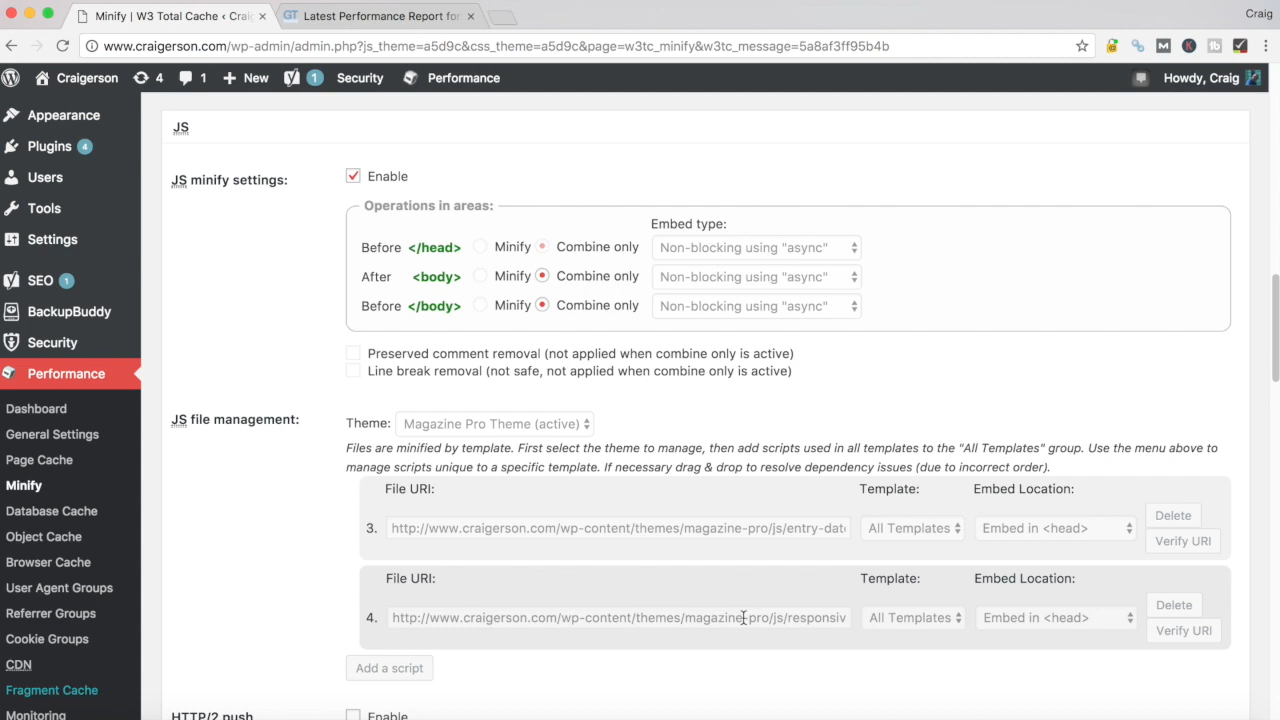 Minify | W3 Total Cache ‹ Craig
GT Latest Performance Report for
Craig
www.craigerson.com/wp-admin/admin.php?js_theme=a5d9c&css_theme=a5d9c&page=w3tc_minify&w3tc_message=5a8af3ff95b4b
Craigerson 4 1 New 1 Security Performance Howdy, Craig
Appearance
Plugins 4
Users
Tools
Settings
SEO 1
BackupBuddy
Security
Performance
Dashboard
General Settings
Page Cache
Minify
Database Cache
Object Cache
Browser Cache
User Agent Groups
Referrer Groups
Cookie Groups
CDN
Fragment Cache
Monitoring
JS
JS minify settings:
Enable
Operations in areas:
Embed type:
Before </head> Minify Combine only Non-blocking using "async"
After <body> Minify Combine only Non-blocking using "async"
Before </body> Minify Combine only Non-blocking using "async"
Preserved comment removal (not applied when combine only is active)
Line break removal (not safe, not applied when combine only is active)
JS file management:
Theme: Magazine Pro Theme (active)
Files are minified by template. First select the theme to manage, then add scripts used in all templates to the "All Templates" group. Use the menu above to
manage scripts unique to a specific template. If necessary drag & drop to resolve dependency issues (due to incorrect order).
File URI: Template: Embed Location:
3. http://www.craigerson.com/wp-content/themes/magazine-pro/js/entry-date All Templates Embed in <head>
Delete
Verify URI
File URI: Template: Embed Location:
4. http://www.craigerson.com/wp-content/themes/magazine-pro/js/responsiv All Templates Embed in <head>
Delete
Verify URI
Add a script
HTTP/2 push
Enable